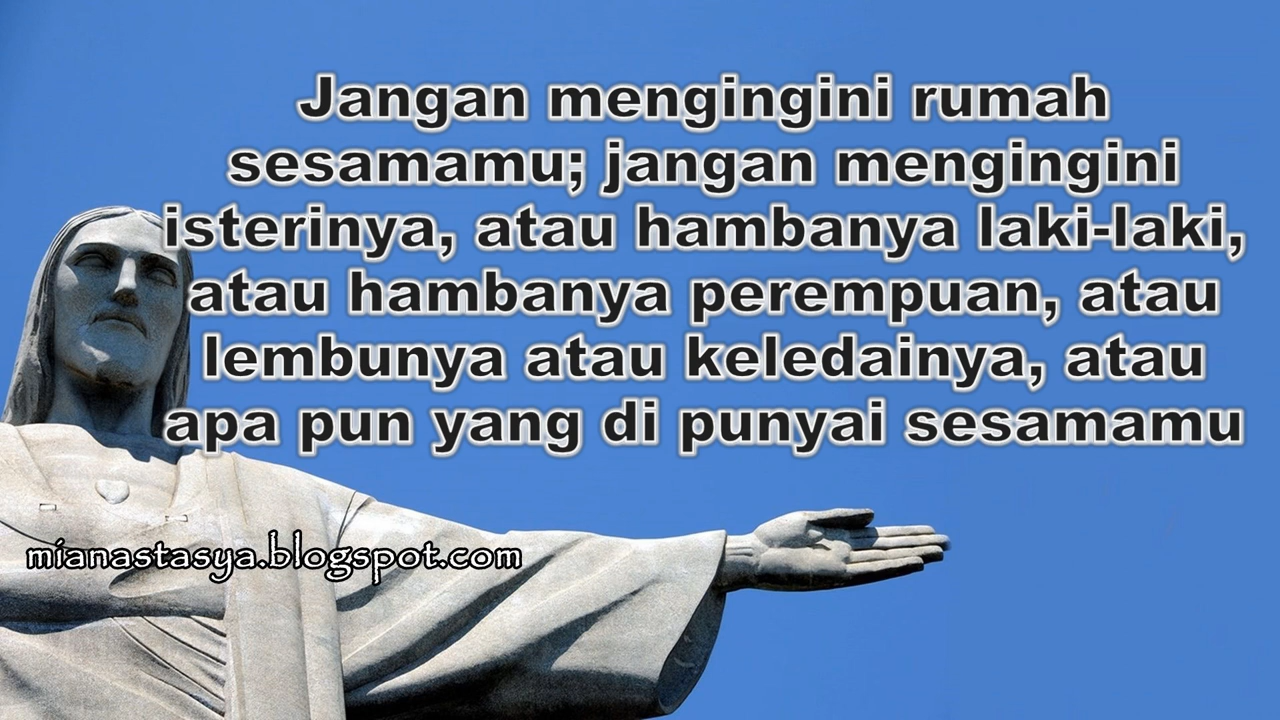 Jangan mengingini rumah
sesamamu; jangan mengingini
isterinya, atau hambanya laki-laki,
atau hambanya perempuan, atau
lembunya atau keledainya, atau
apa pun yang di punyai sesamamu
mianastasya.blogspot.com